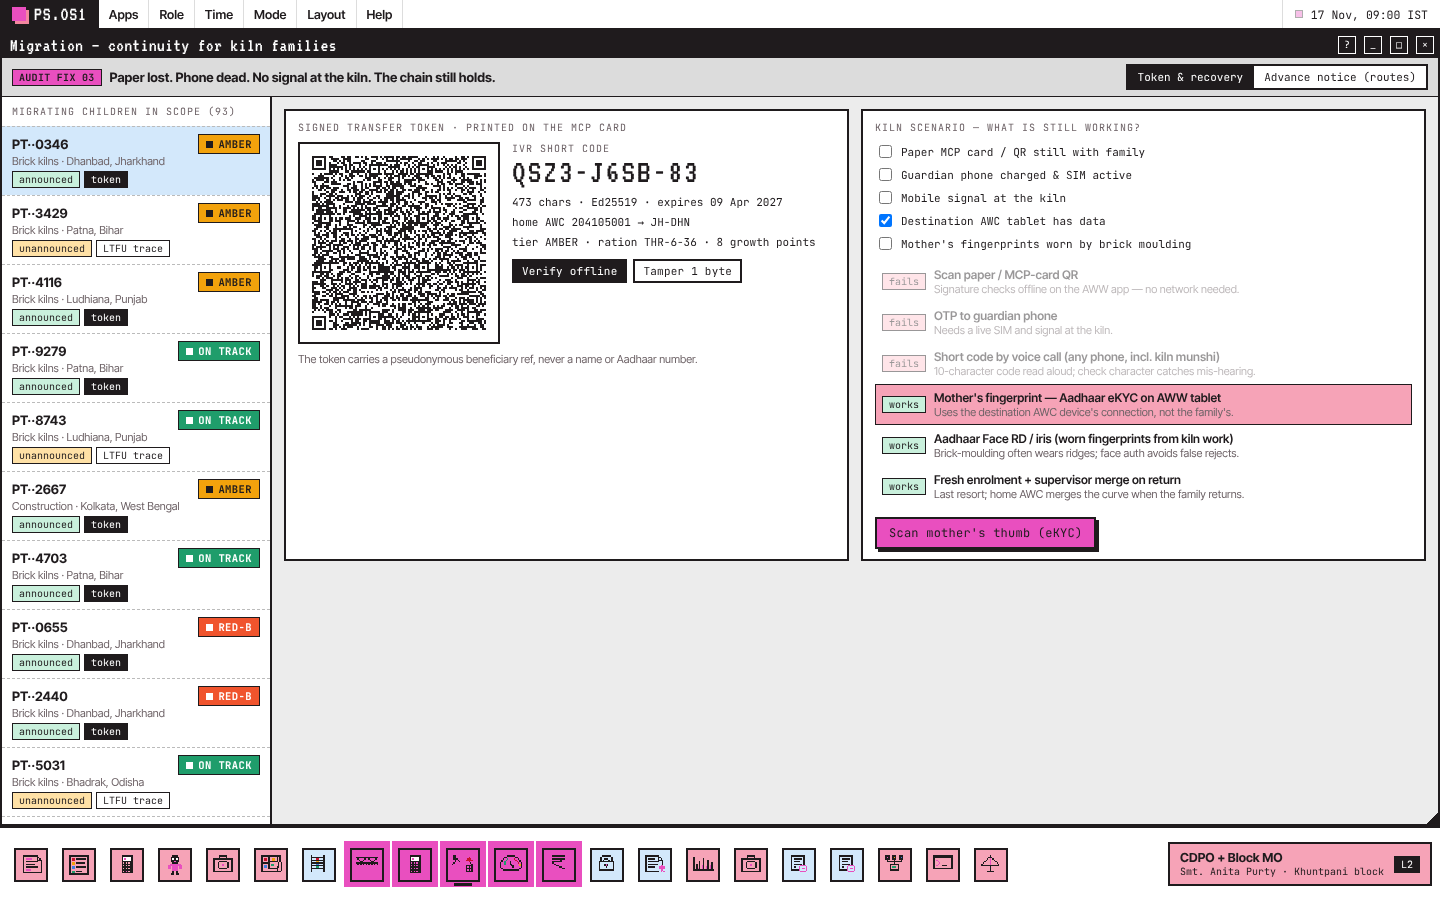 PS.OS1 Apps Role Time Mode Layout Help 17 Nov, 09:00 IST
Migration — continuity for kiln families ? _ □ ×
AUDIT FIX 03 Paper lost. Phone dead. No signal at the kiln. The chain still holds. Token & recovery Advance notice (routes)
MIGRATING CHILDREN IN SCOPE (93)
PT··0346 AMBER
Brick kilns · Dhanbad, Jharkhand
announced token
PT··3429 AMBER
Brick kilns · Patna, Bihar
unannounced LTFU trace
PT··4116 AMBER
Brick kilns · Ludhiana, Punjab
announced token
PT··9279 ON TRACK
Brick kilns · Patna, Bihar
announced token
PT··8743 ON TRACK
Brick kilns · Ludhiana, Punjab
unannounced LTFU trace
PT··2667 AMBER
Construction · Kolkata, West Bengal
announced token
PT··4703 ON TRACK
Brick kilns · Patna, Bihar
announced token
PT··0655 RED-B
Brick kilns · Dhanbad, Jharkhand
announced token
PT··2440 RED-B
Brick kilns · Dhanbad, Jharkhand
announced token
PT··5031 ON TRACK
Brick kilns · Bhadrak, Odisha
unannounced LTFU trace
SIGNED TRANSFER TOKEN · PRINTED ON THE MCP CARD
IVR SHORT CODE
QSZ3-J6SB-83
473 chars · Ed25519 · expires 09 Apr 2027
home AWC 204105001 → JH-DHN
tier AMBER · ration THR-6-36 · 8 growth points
Verify offline Tamper 1 byte
The token carries a pseudonymous beneficiary ref, never a name or Aadhaar number.
KILN SCENARIO — WHAT IS STILL WORKING?
Paper MCP card / QR still with family
Guardian phone charged & SIM active
Mobile signal at the kiln
Destination AWC tablet has data
Mother's fingerprints worn by brick moulding
fails Scan paper / MCP-card QR
Signature checks offline on the AWW app — no network needed.
fails OTP to guardian phone
Needs a live SIM and signal at the kiln.
fails Short code by voice call (any phone, incl. kiln munshi)
10-character code read aloud; check character catches mis-hearing.
works Mother's fingerprint — Aadhaar eKYC on AWW tablet
Uses the destination AWC device's connection, not the family's.
works Aadhaar Face RD / iris (worn fingerprints from kiln work)
Brick-moulding often wears ridges; face auth avoids false rejects.
works Fresh enrolment + supervisor merge on return
Last resort; home AWC merges the curve when the family returns.
Scan mother's thumb (eKYC)
CDPO + Block MO
Smt. Anita Purty · Khuntpani block L2